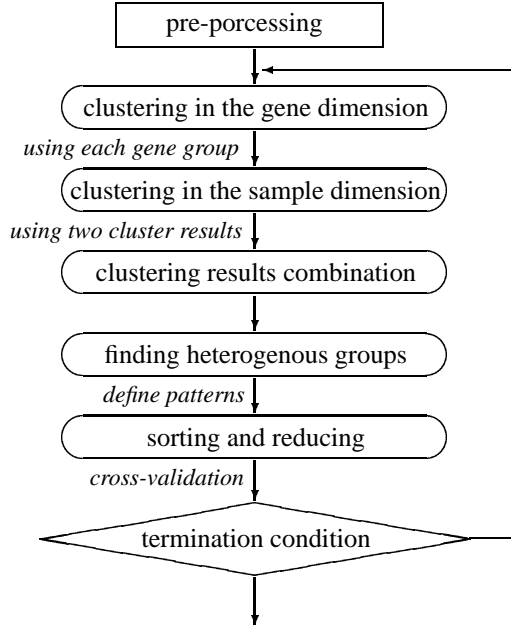 pre-porcessing
clustering in the gene dimension
using each gene group
clustering in the sample dimension
using two cluster results
clustering results combination
finding heterogenous groups
define patterns
sorting and reducing
cross-validation
termination condition